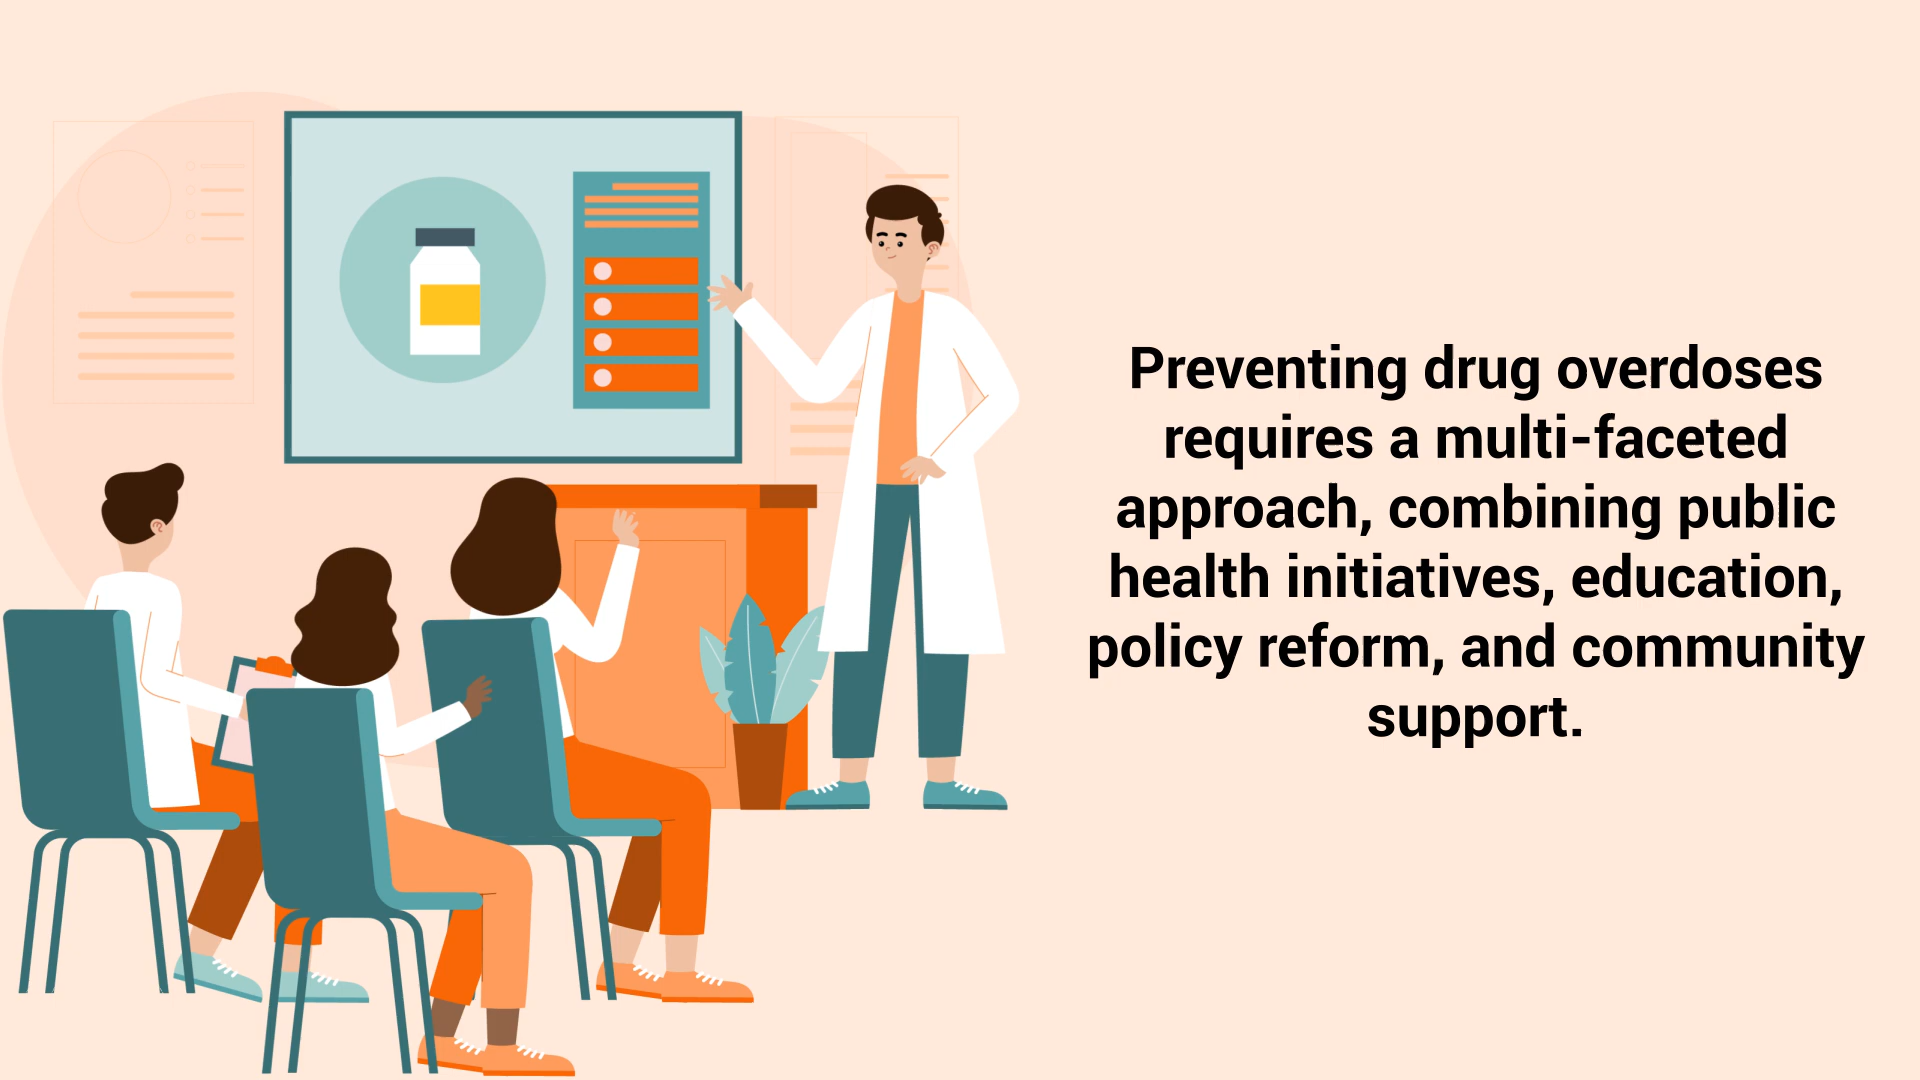 Preventing drug overdoses
requires a multi-faceted
approach, combining public
health initiatives, education,
policy reform, and community
support.